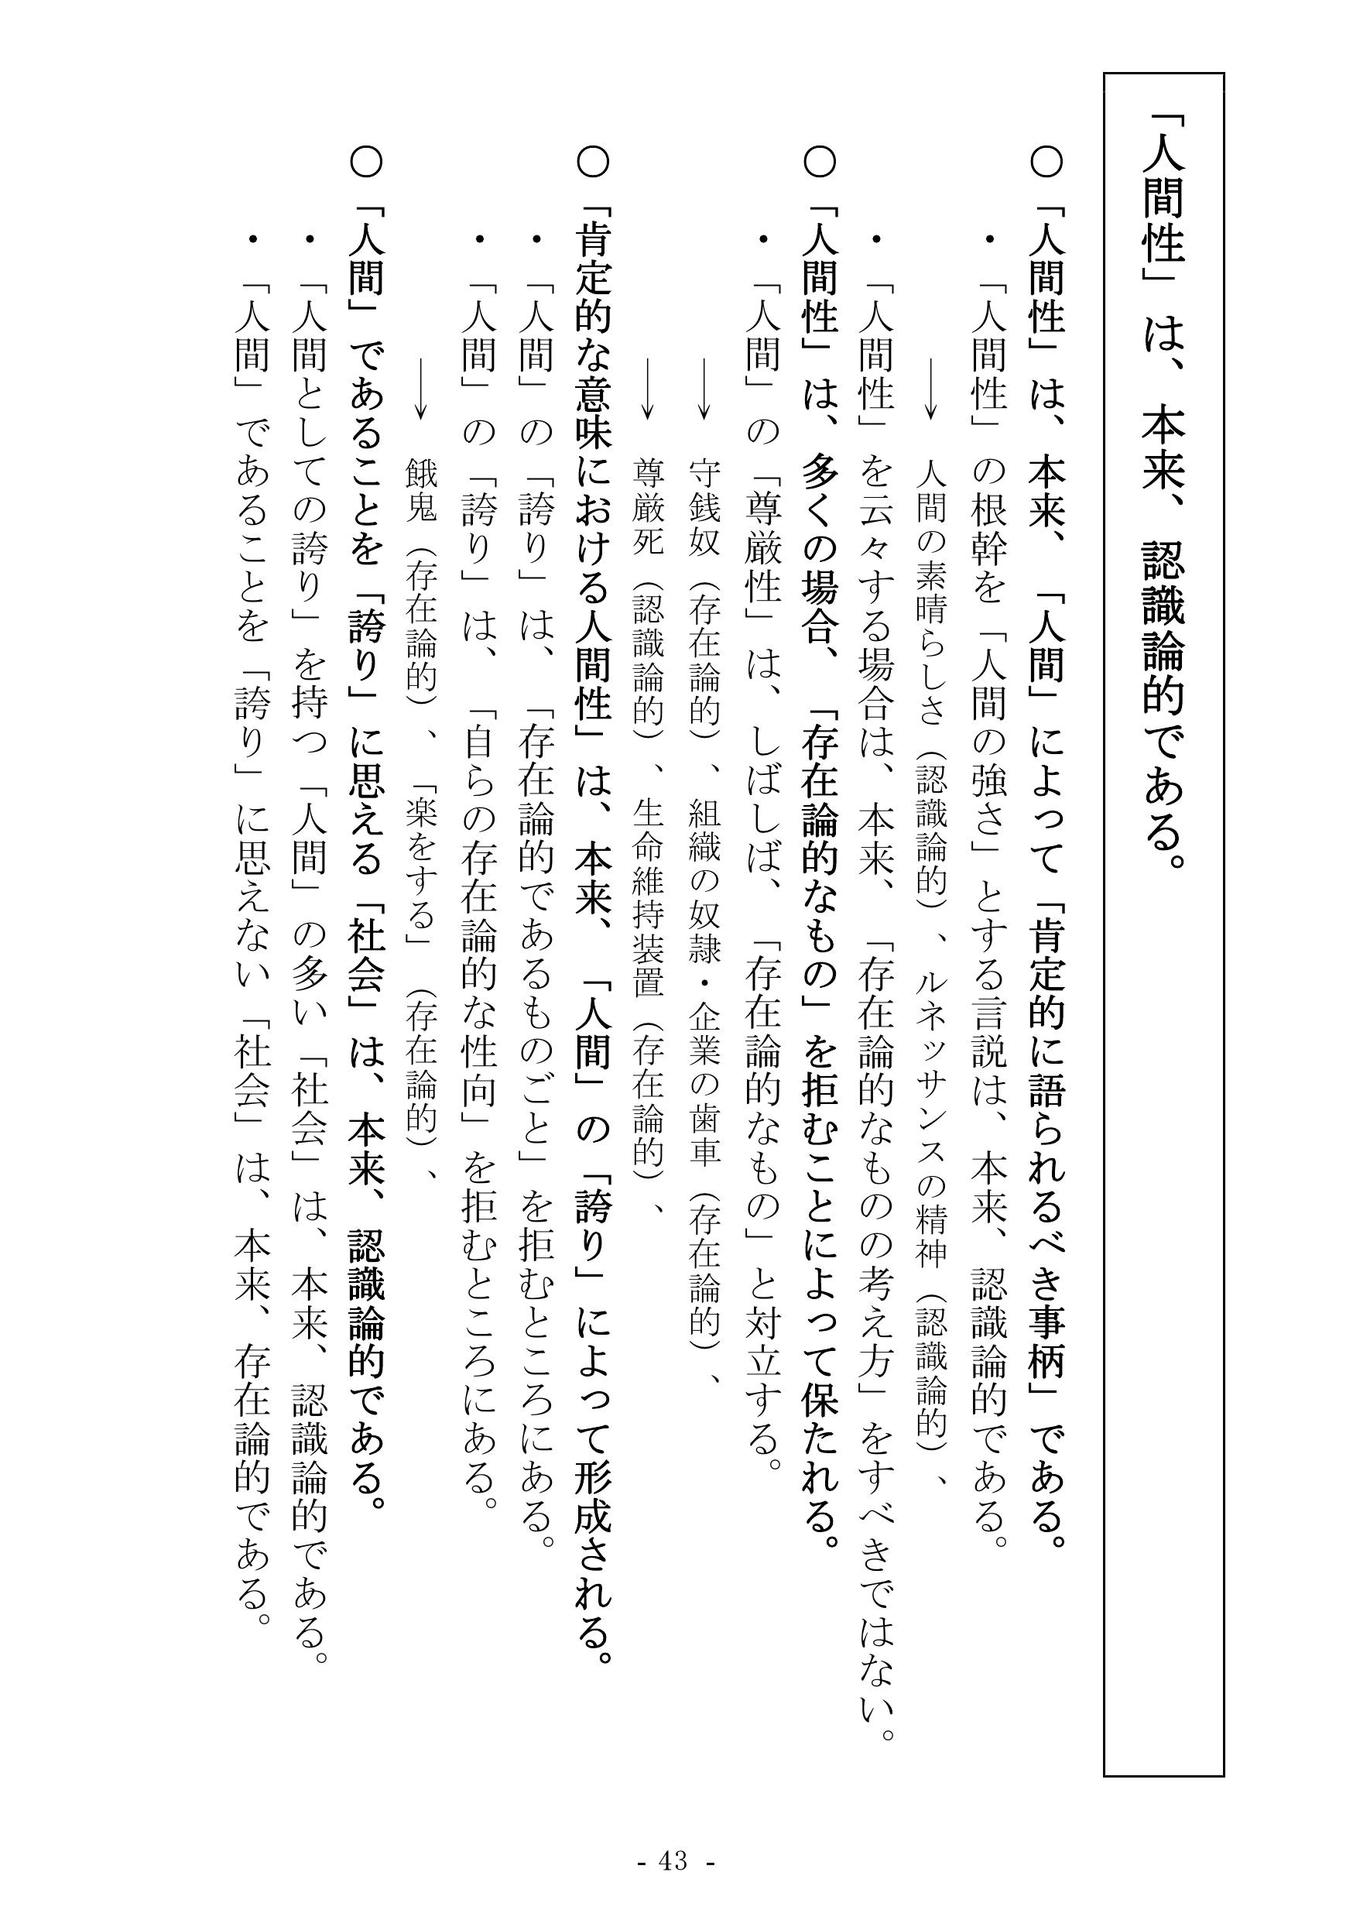 「人間性」は、本来、認識論的である。
○「人間性」は、本来、「人間」によって「肯定的に語られるべき事柄」である。
・「人間性」の根幹を「人間の強さ」とする言説は、本来、認識論的である。
→ 人間の素晴らしさ（認識論的）、ルネッサンスの精神（認識論的）、
・「人間性」を云々する場合は、本来、「存在論的なものの考え方」をすべきではない。
○「人間性」は、多くの場合、「存在論的なもの」を拒むことによって保たれる。
・「人間」の「尊厳性」は、しばしば、「存在論的なもの」と対立する。
→ 守銭奴（存在論的）、組織の奴隷・企業の歯車（存在論的）、
→ 尊厳死（認識論的）、生命維持装置（存在論的）、
○「肯定的な意味における人間性」は、本来、「人間」の「誇り」によって形成される。
・「人間」の「誇り」は、「存在論的であるものごと」を拒むところにある。
・「人間」の「誇り」は、「自らの存在論的な性向」を拒むところにある。
→ 餓鬼（存在論的）、「楽をする」（存在論的）、
○「人間」であることを「誇り」に思える「社会」は、本来、認識論的である。
・「人間としての誇り」を持つ「人間」の多い「社会」は、本来、認識論的である。
・「人間」であることを「誇り」に思えない「社会」は、本来、存在論的である。
- 43 -